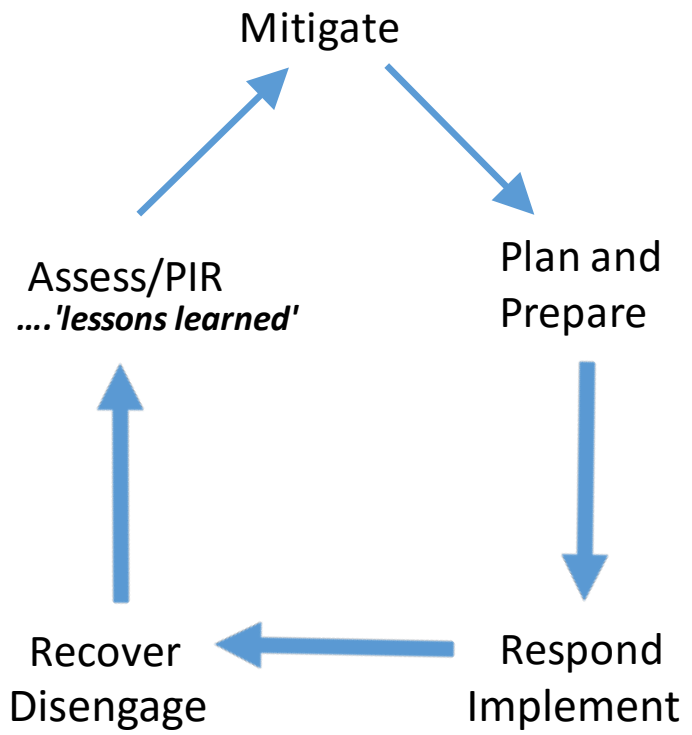 Mitigate
Plan and
Prepare
Respond
Implement
Recover
Disengage
Assess/PIR
....'lessons learned'